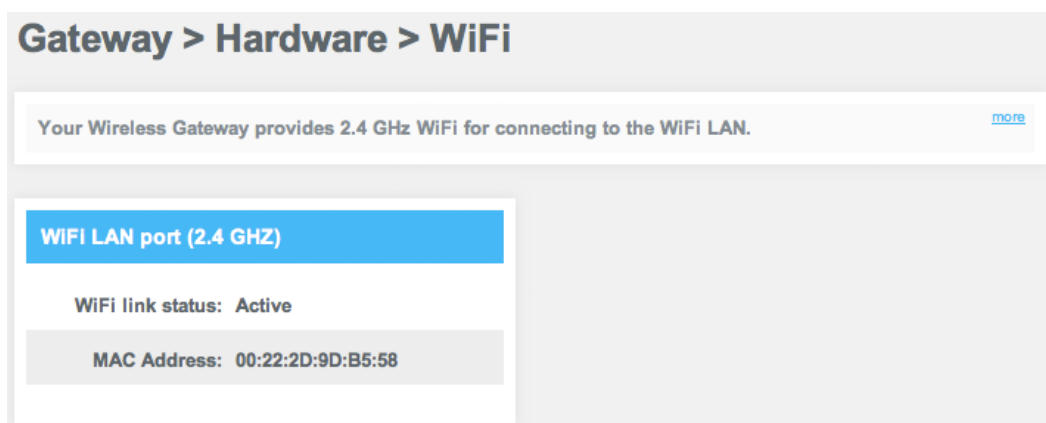 Gateway > Hardware > WiFi
Your Wireless Gateway provides 2.4 GHz WiFi for connecting to the WiFi LAN.
more
WiFi LAN port (2.4 GHZ)
WiFi link status: Active
MAC Address: 00:22:2D:9D:B5:58